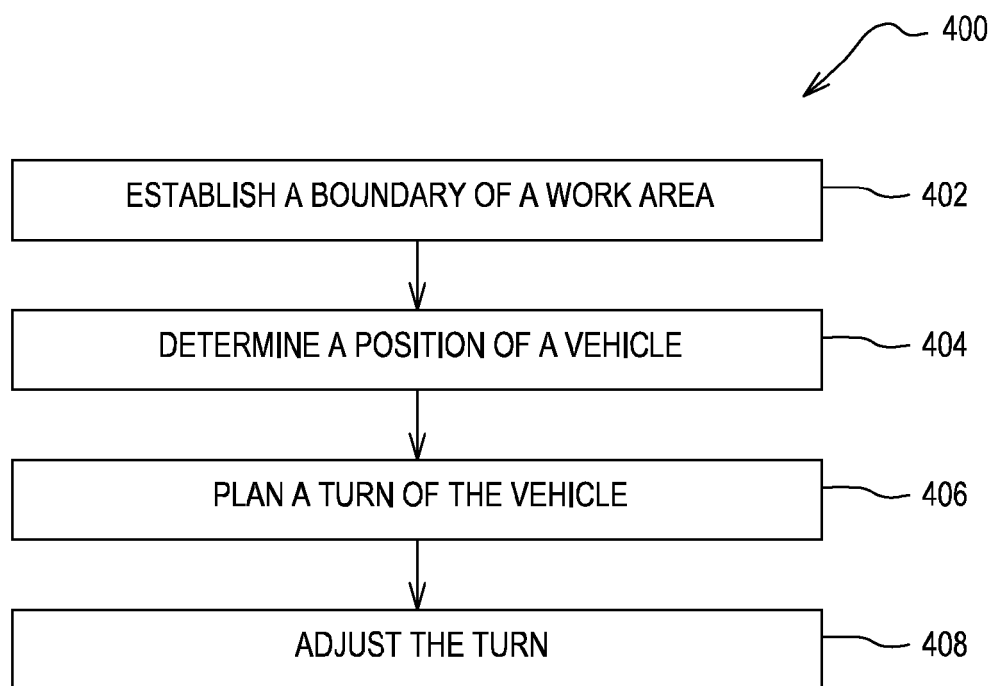 400
ESTABLISH A BOUNDARY OF A WORK AREA
402
DETERMINE A POSITION OF A VEHICLE
404
PLAN A TURN OF THE VEHICLE
406
ADJUST THE TURN
408